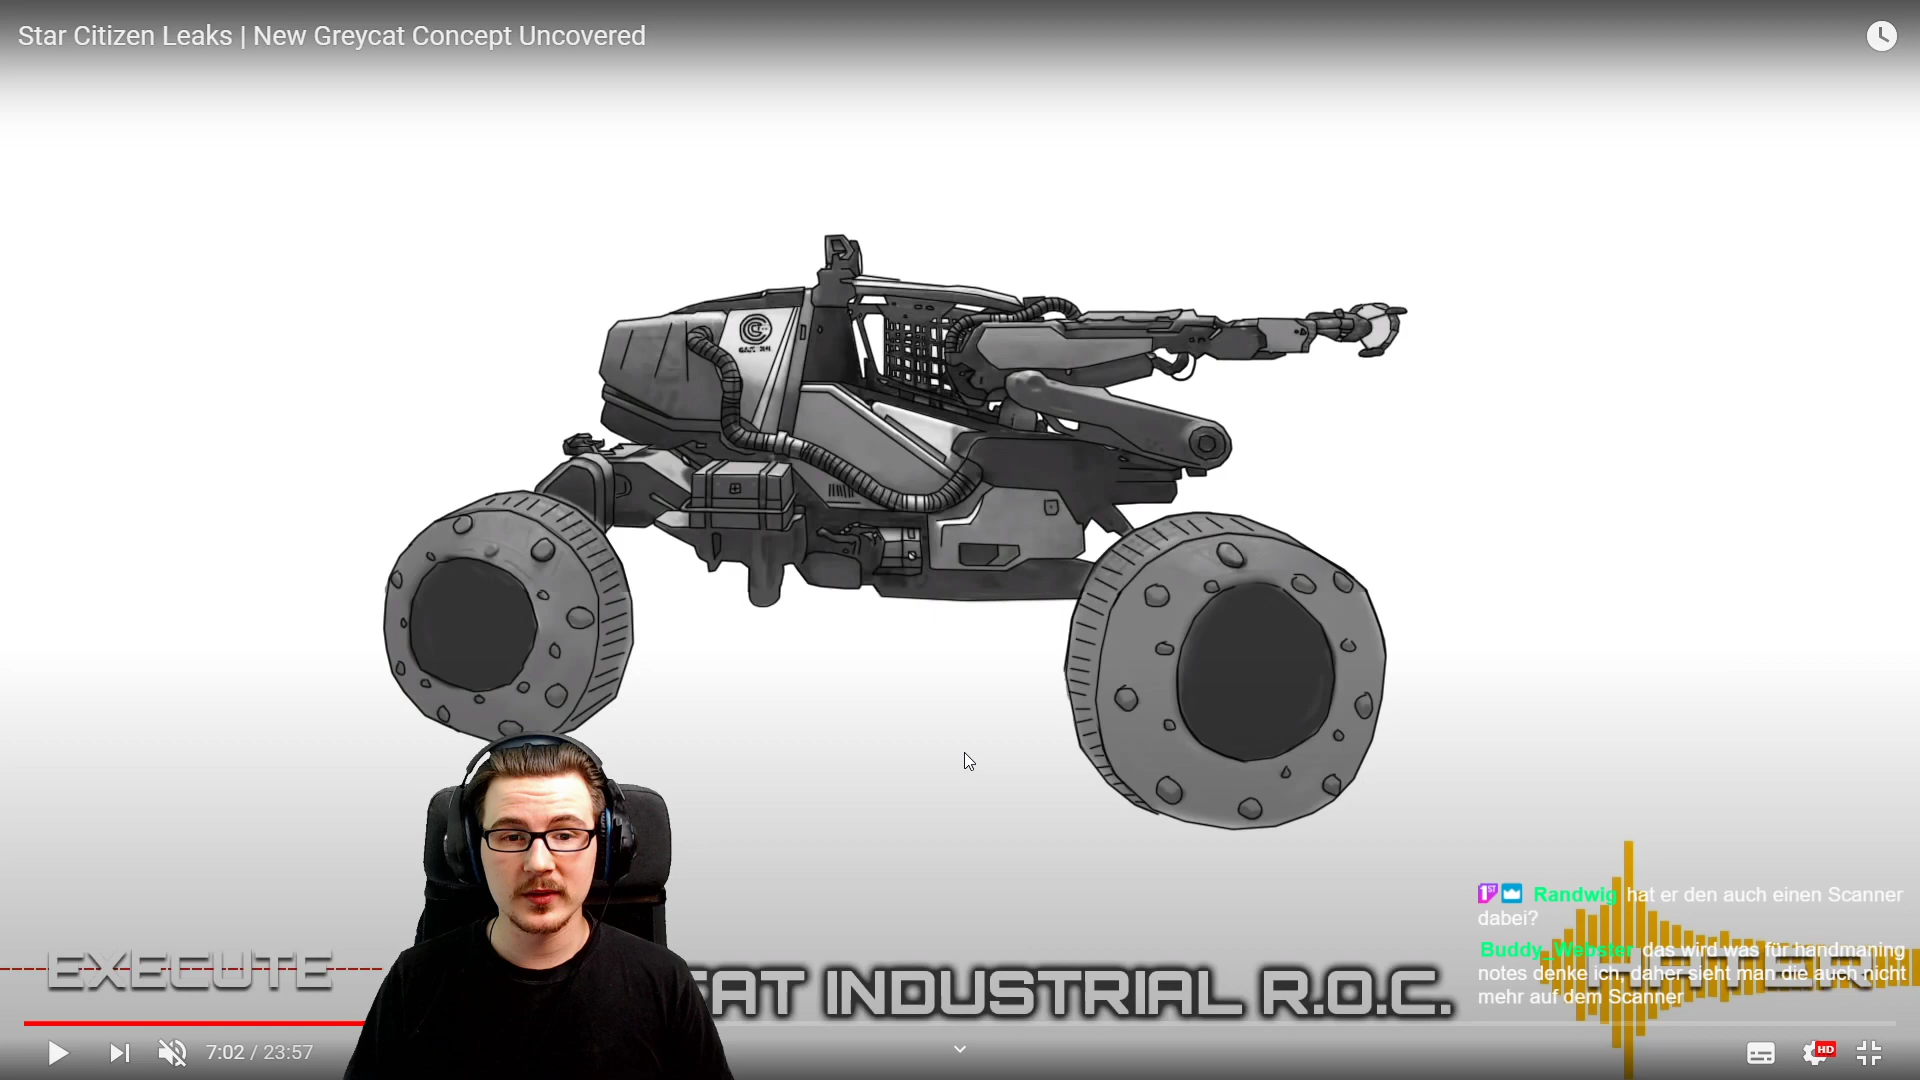 Star Citizen Leaks | New Greycat Concept Uncovered
EXECUTE
INDUSTRIAL R.O.C.
1ST Randwig hat er den auch einen Scanner
dabei?
Buddy_Webster das wird was für handmaning
notes denke ich, daher sieht man die auch nicht
mehr auf dem Scanner
7:02 / 23:57
HD